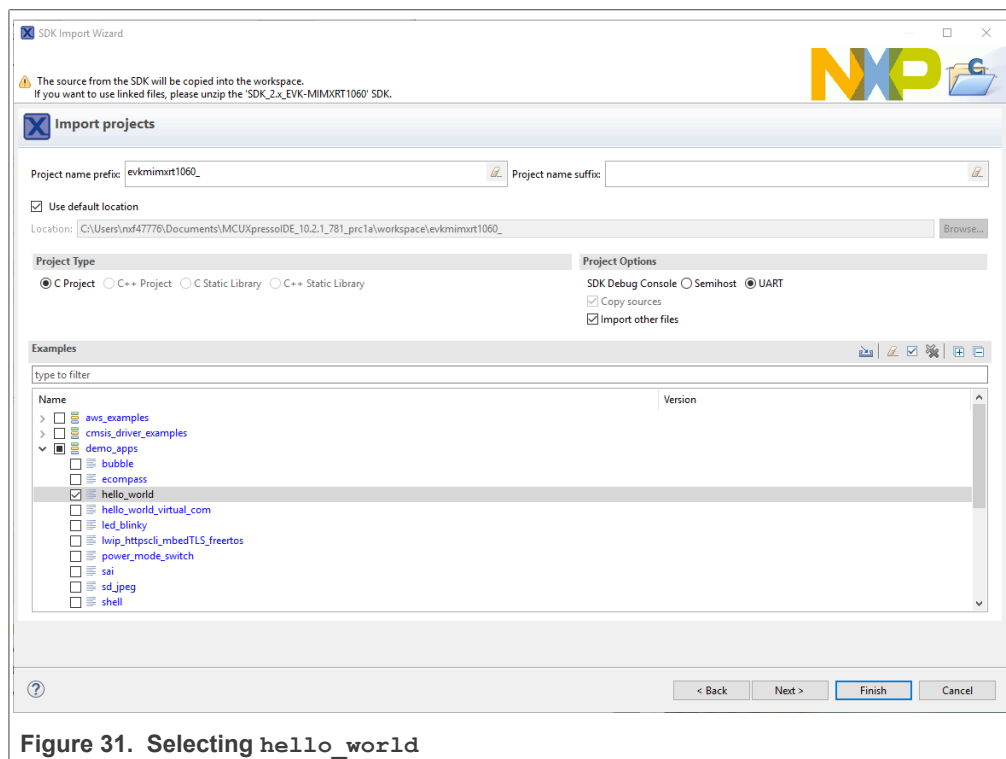 SDK Import Wizard
The source from the SDK will be copied into the workspace.
If you want to use linked files, please unzip the 'SDK_2.x_EVK-MIMXRT1060' SDK.
NXP
Import projects
Project name prefix: evkmimxrt1060_ Project name suffix:
Use default location
Location: C:\Users\nxf47776\Documents\MCUXpressoIDE_10.2.1_781_prc1a\workspace\evkmimxrt1060_ Browse...
Project Type Project Options
C Project C++ Project C Static Library C++ Static Library SDK Debug Console Semihost UART
Copy sources
Import other files
Examples
type to filter
Name Version
aws_examples
cmsis_driver_examples
demo_apps
bubble
ecompass
hello_world
hello_world_virtual_com
led_blinky
lwip_httpscli_mbedTLS_freertos
power_mode_switch
sai
sd_jpeg
shell
? < Back Next > Finish Cancel
Figure 31. Selecting hello_world